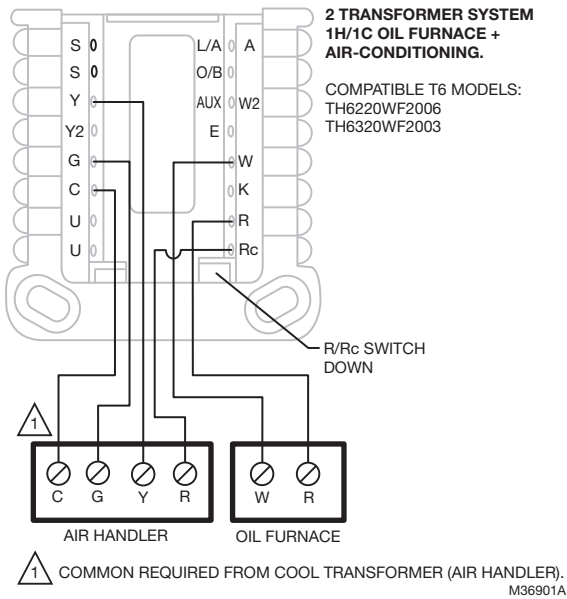 2 TRANSFORMER SYSTEM
1H/1C OIL FURNACE +
AIR-CONDITIONING.
COMPATIBLE T6 MODELS:
TH6220WF2006
TH6320WF2003
S L/A A
S O/B
Y AUX W2
Y2 E
G W
C K
U R
U Rc
R/Rc SWITCH
DOWN
1
C G Y R W R
AIR HANDLER OIL FURNACE
1 COMMON REQUIRED FROM COOL TRANSFORMER (AIR HANDLER).
M36901A